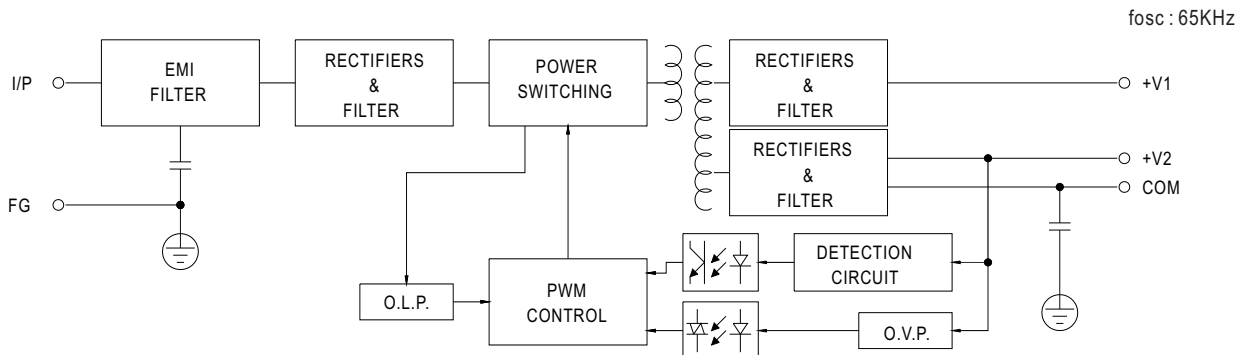 fosc : 65KHz
I/P
EMI
FILTER
RECTIFIERS
&
FILTER
POWER
SWITCHING
RECTIFIERS
&
FILTER
+V1
RECTIFIERS
&
FILTER
+V2
COM
FG
DETECTION
CIRCUIT
O.L.P.
PWM
CONTROL
O.V.P.